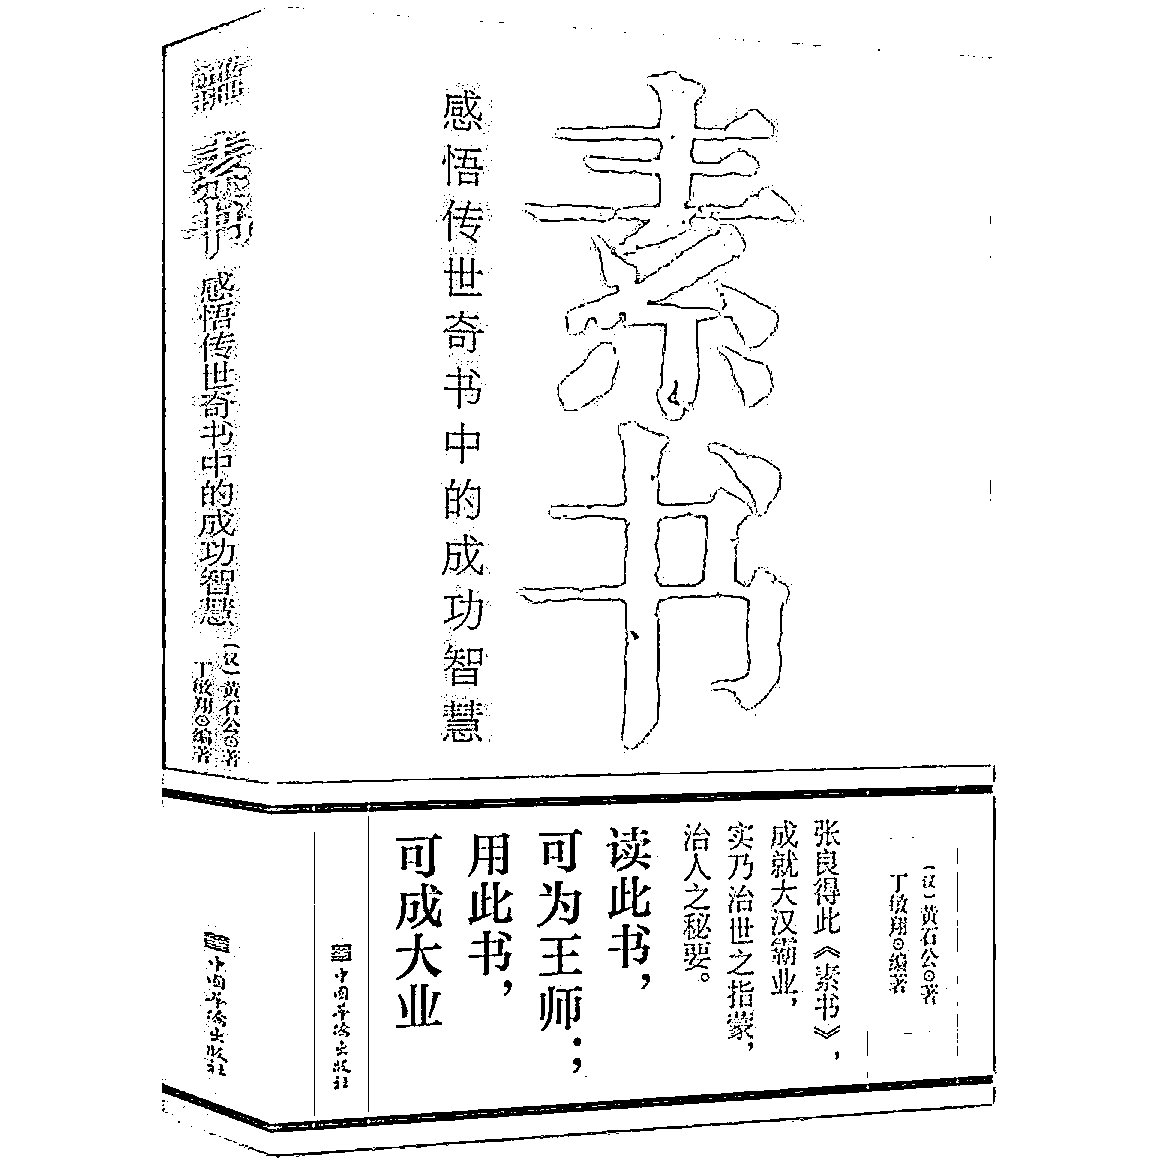 素书
感悟传世奇书中的成功智慧
（汉）黄石公⊙著
丁敏翔⊙编著
张良得此《素书》，
成就大汉霸业，
实乃治世之指蒙，
治人之秘要。
读此书，
可为王师；
用此书，
可成大业
中国华侨出版社
素书
感悟传世奇书中的成功智慧
（汉）黄石公⊙著
丁敏翔⊙编著
中国华侨出版社